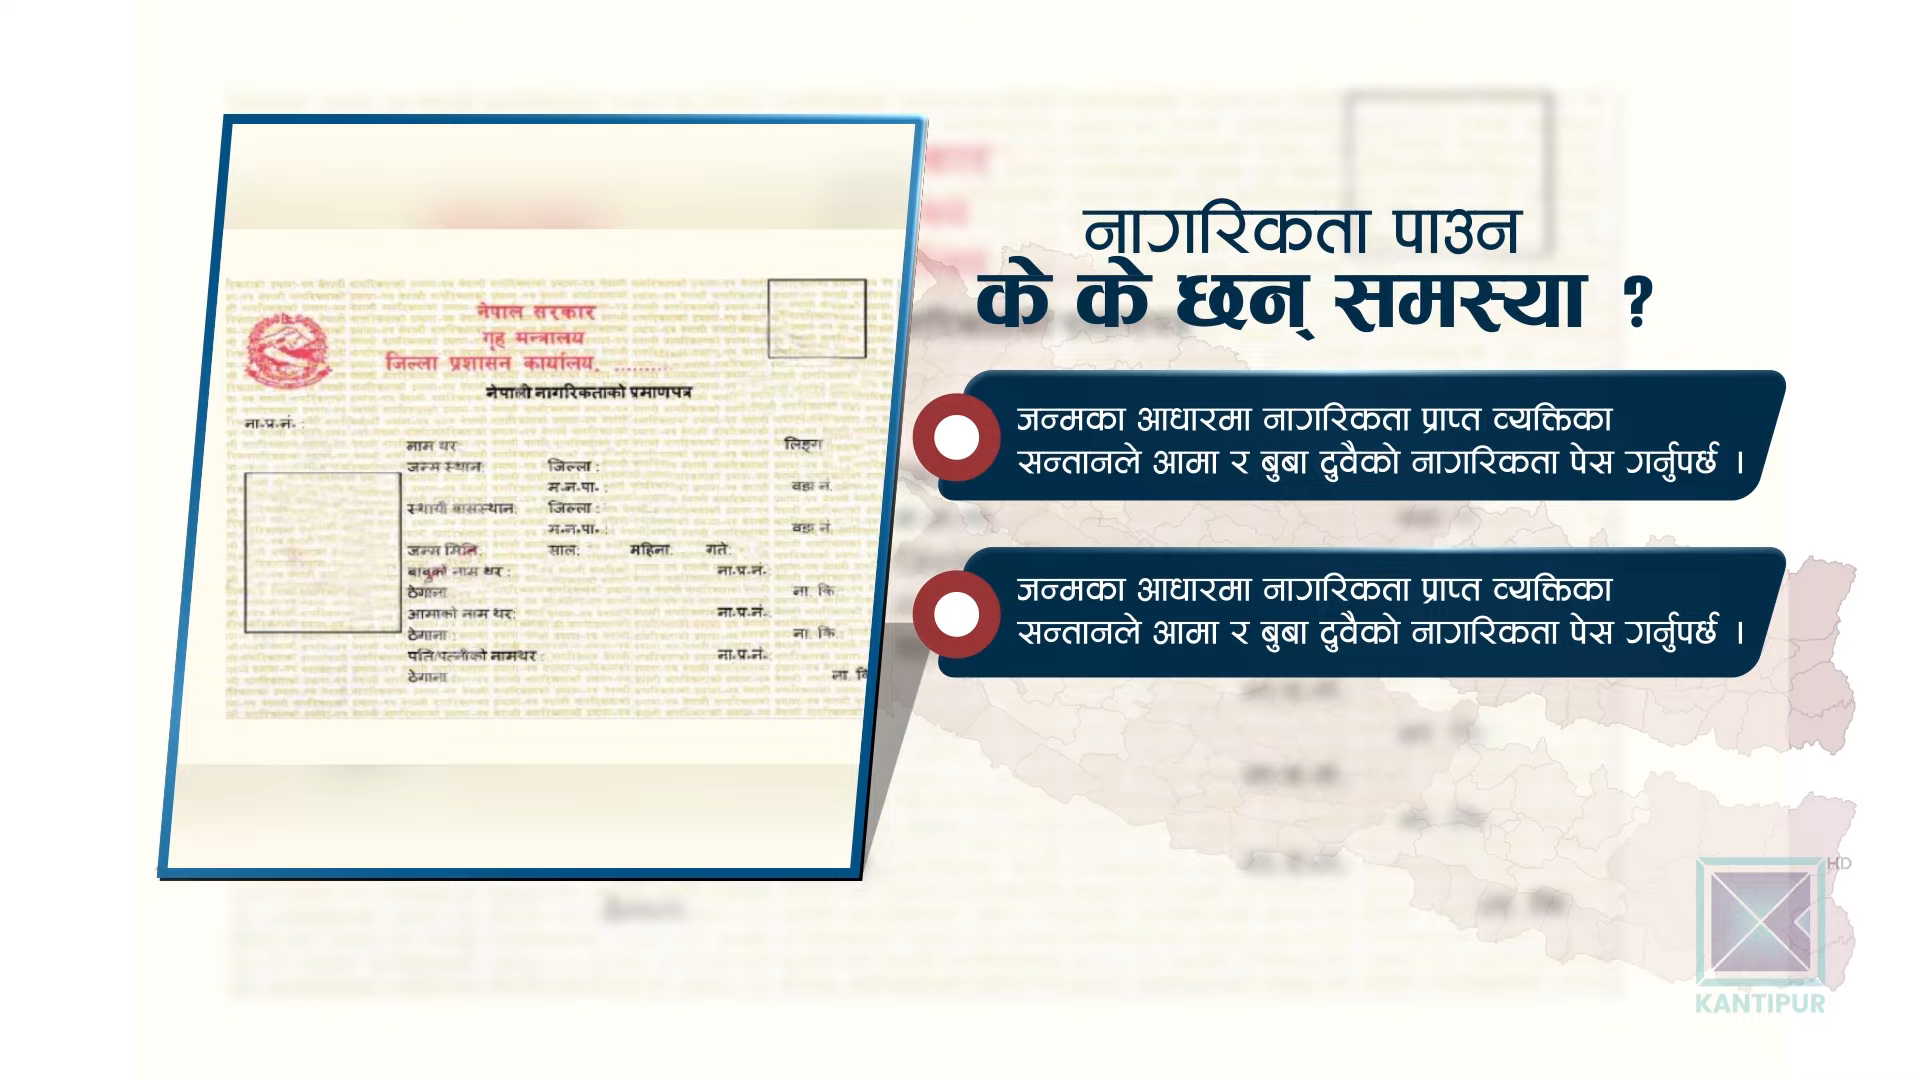 नेपाल सरकार
गृह मन्त्रालय
जिल्ला प्रशासन कार्यालय, .........
नेपाली नागरिकताको प्रमाणपत्र
ना.प्र.नं. :
नाम थर: लिङ्ग
जन्म स्थान: जिल्ला :
म.न.पा. : वडा नं.
स्थायी बासस्थान: जिल्ला :
म.न.पा. : वडा नं.
जन्म मिति: साल: महिना: गते:
बाबुको नाम थर : ना.प्र.नं.
ठेगाना ना. कि.
आमाको नाम थर: ना.प्र.नं.
ठेगाना : ना. कि.
पति/पत्नीको नामथर : ना.प्र.नं.
ठेगाना ना. कि
नागरिकता पाउन
के के छन् समस्या ?
जन्मका आधारमा नागरिकता प्राप्त व्यक्तिका
सन्तानले आमा र बुबा दुवैको नागरिकता पेस गर्नुपर्छ ।
जन्मका आधारमा नागरिकता प्राप्त व्यक्तिका
सन्तानले आमा र बुबा दुवैको नागरिकता पेस गर्नुपर्छ ।
HD
KANTIPUR